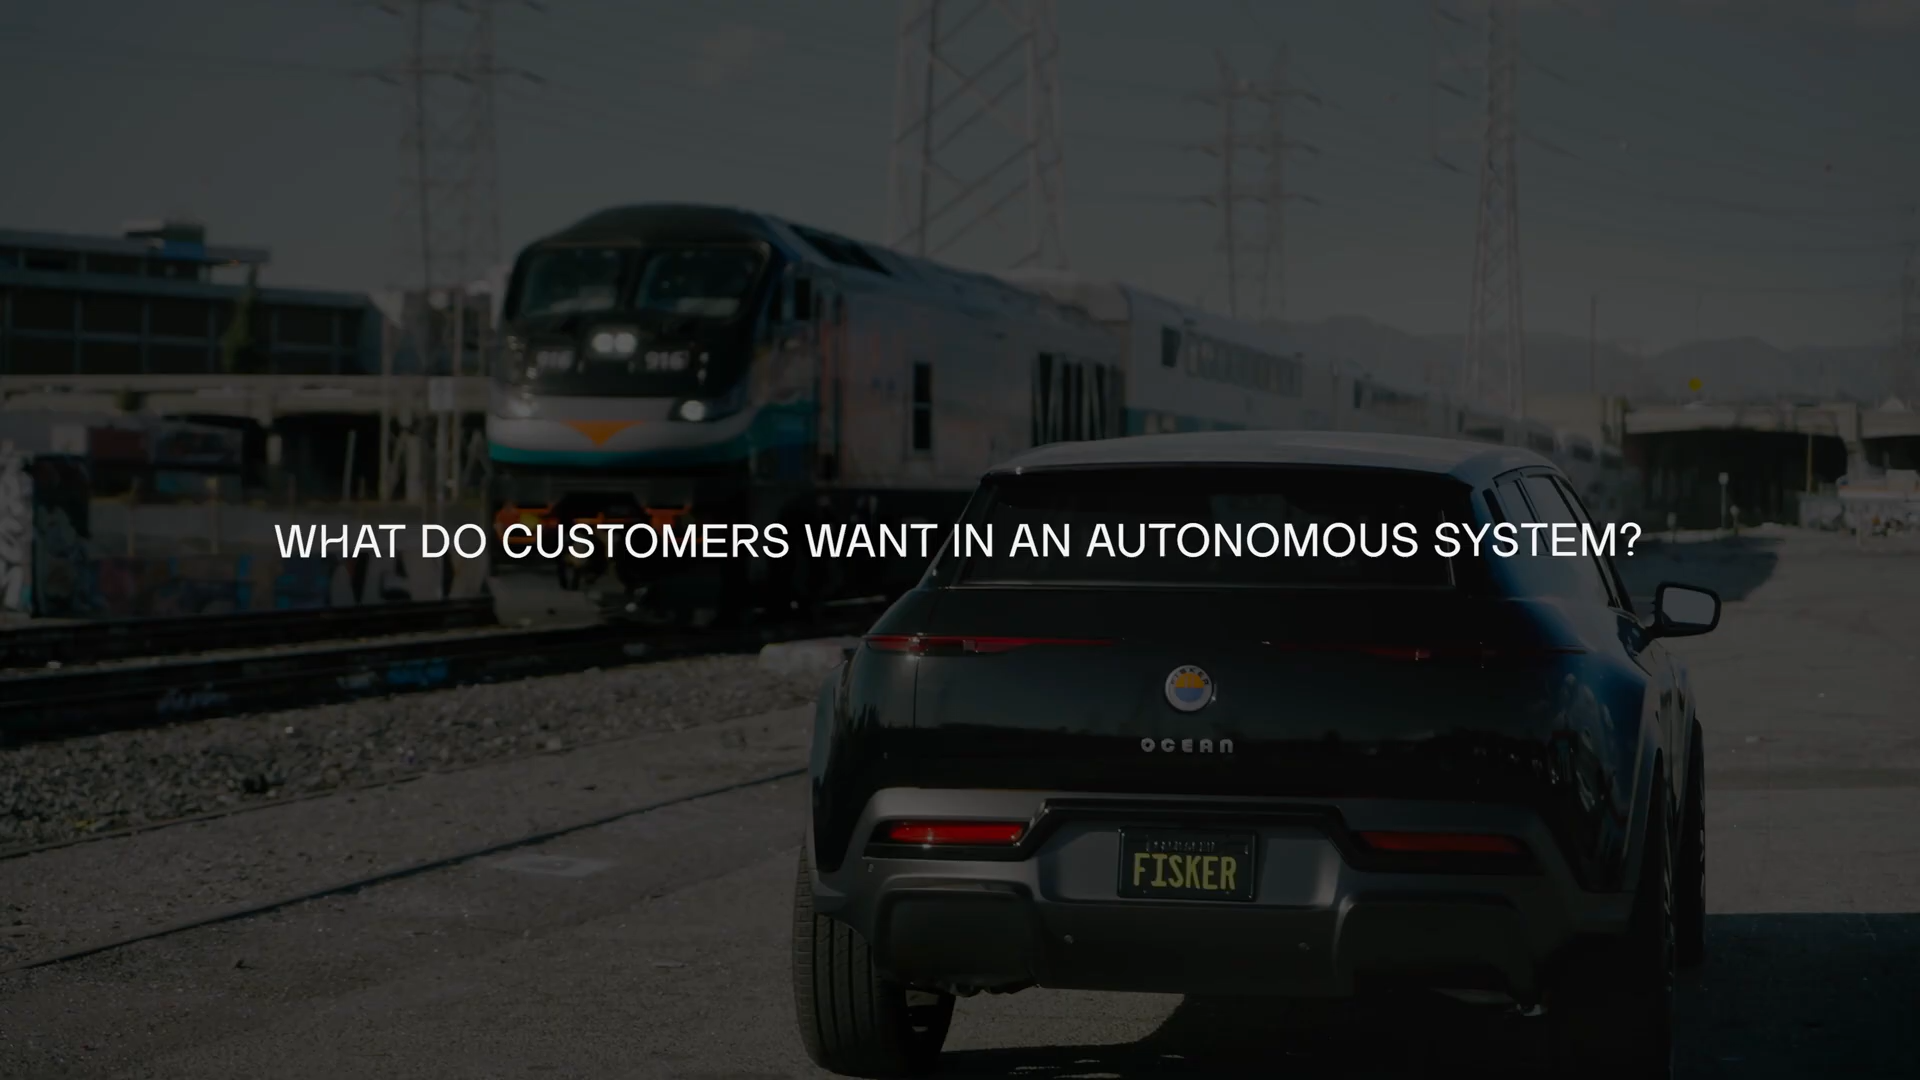 916 916
WHAT DO CUSTOMERS WANT IN AN AUTONOMOUS SYSTEM?
OCEAN
FISKER